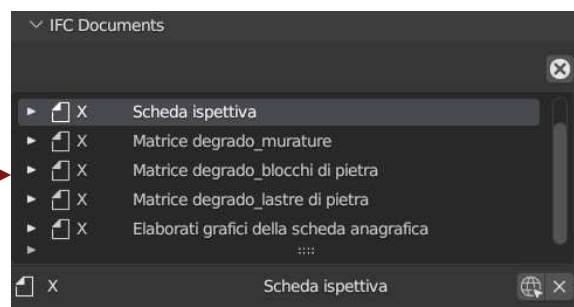 IFC Documents
X Scheda ispettiva
X Matrice degrado_murature
X Matrice degrado_blocchi di pietra
X Matrice degrado_lastre di pietra
X Elaborati grafici della scheda anagrafica
X Scheda ispettiva